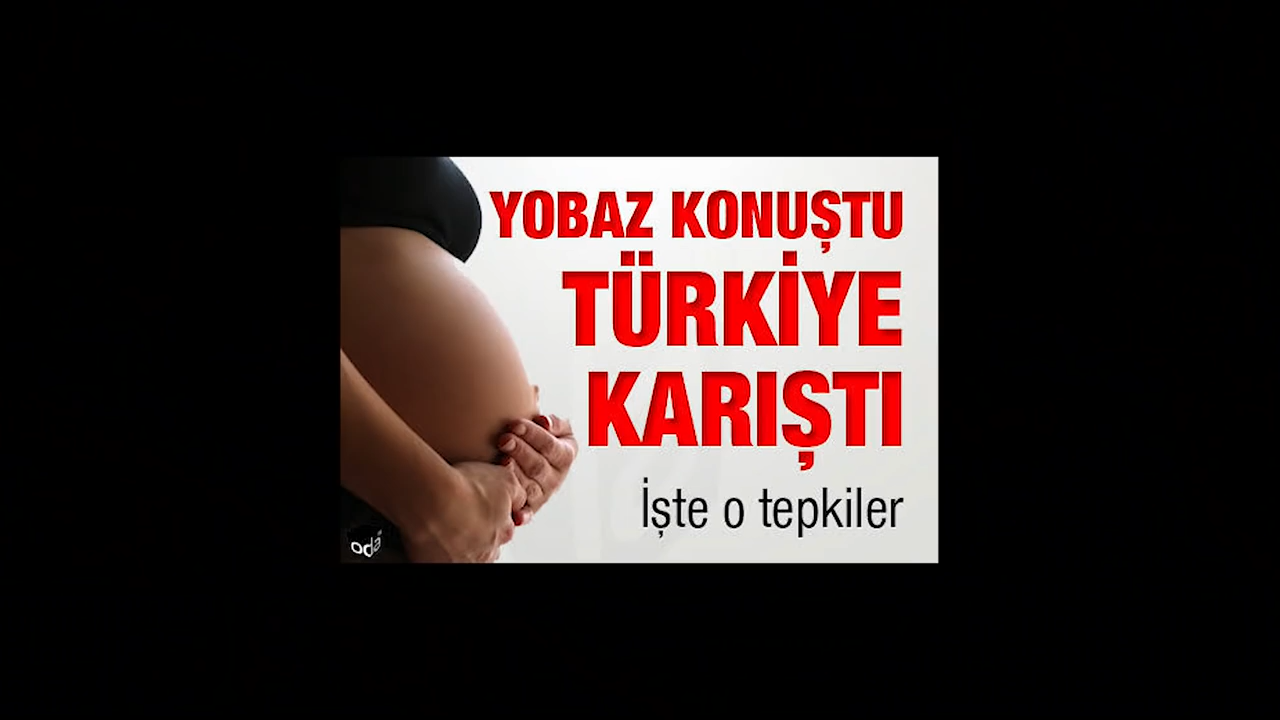 YOBAZ KONUŞTU
TÜRKİYE
KARIŞTI
İşte o tepkiler
oda